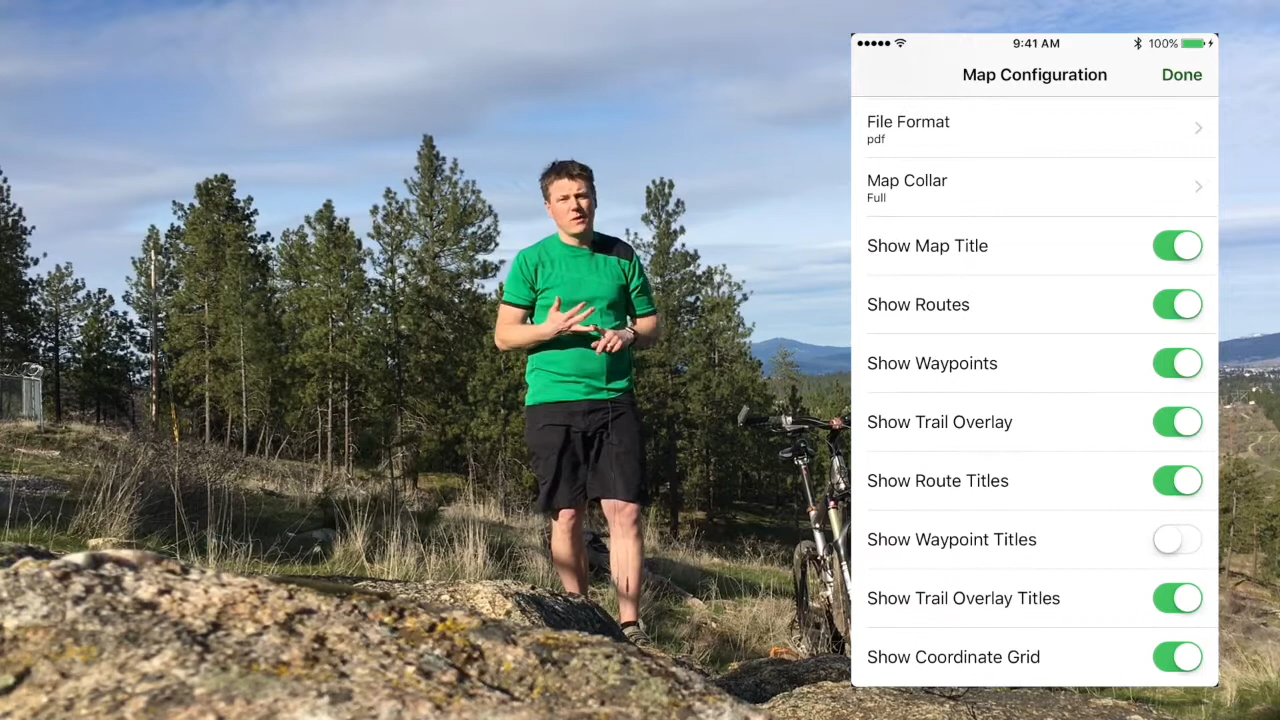 9:41 AM
100%
Map Configuration
Done
File Format
pdf
Map Collar
Full
Show Map Title
Show Routes
Show Waypoints
Show Trail Overlay
Show Route Titles
Show Waypoint Titles
Show Trail Overlay Titles
Show Coordinate Grid